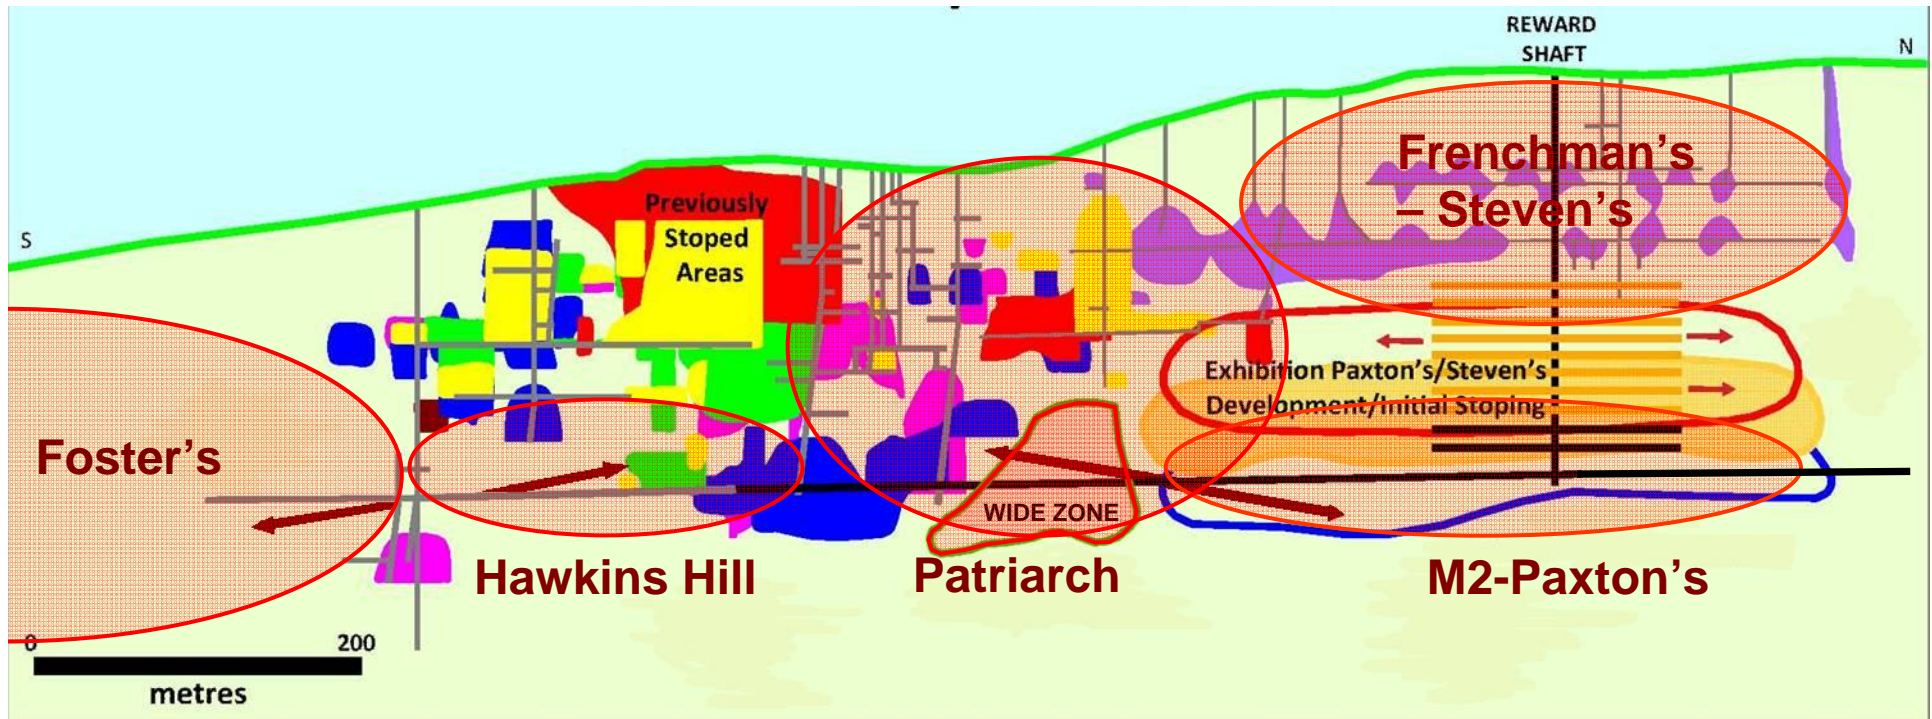 REWARD
SHAFT
N
S
Previously
Stoped
Areas
Frenchman’s
– Steven’s
Exhibition Paxton’s/Steven’s
Development/Initial Stoping
Foster’s
WIDE ZONE
Hawkins Hill
Patriarch
M2-Paxton’s
0 200
metres